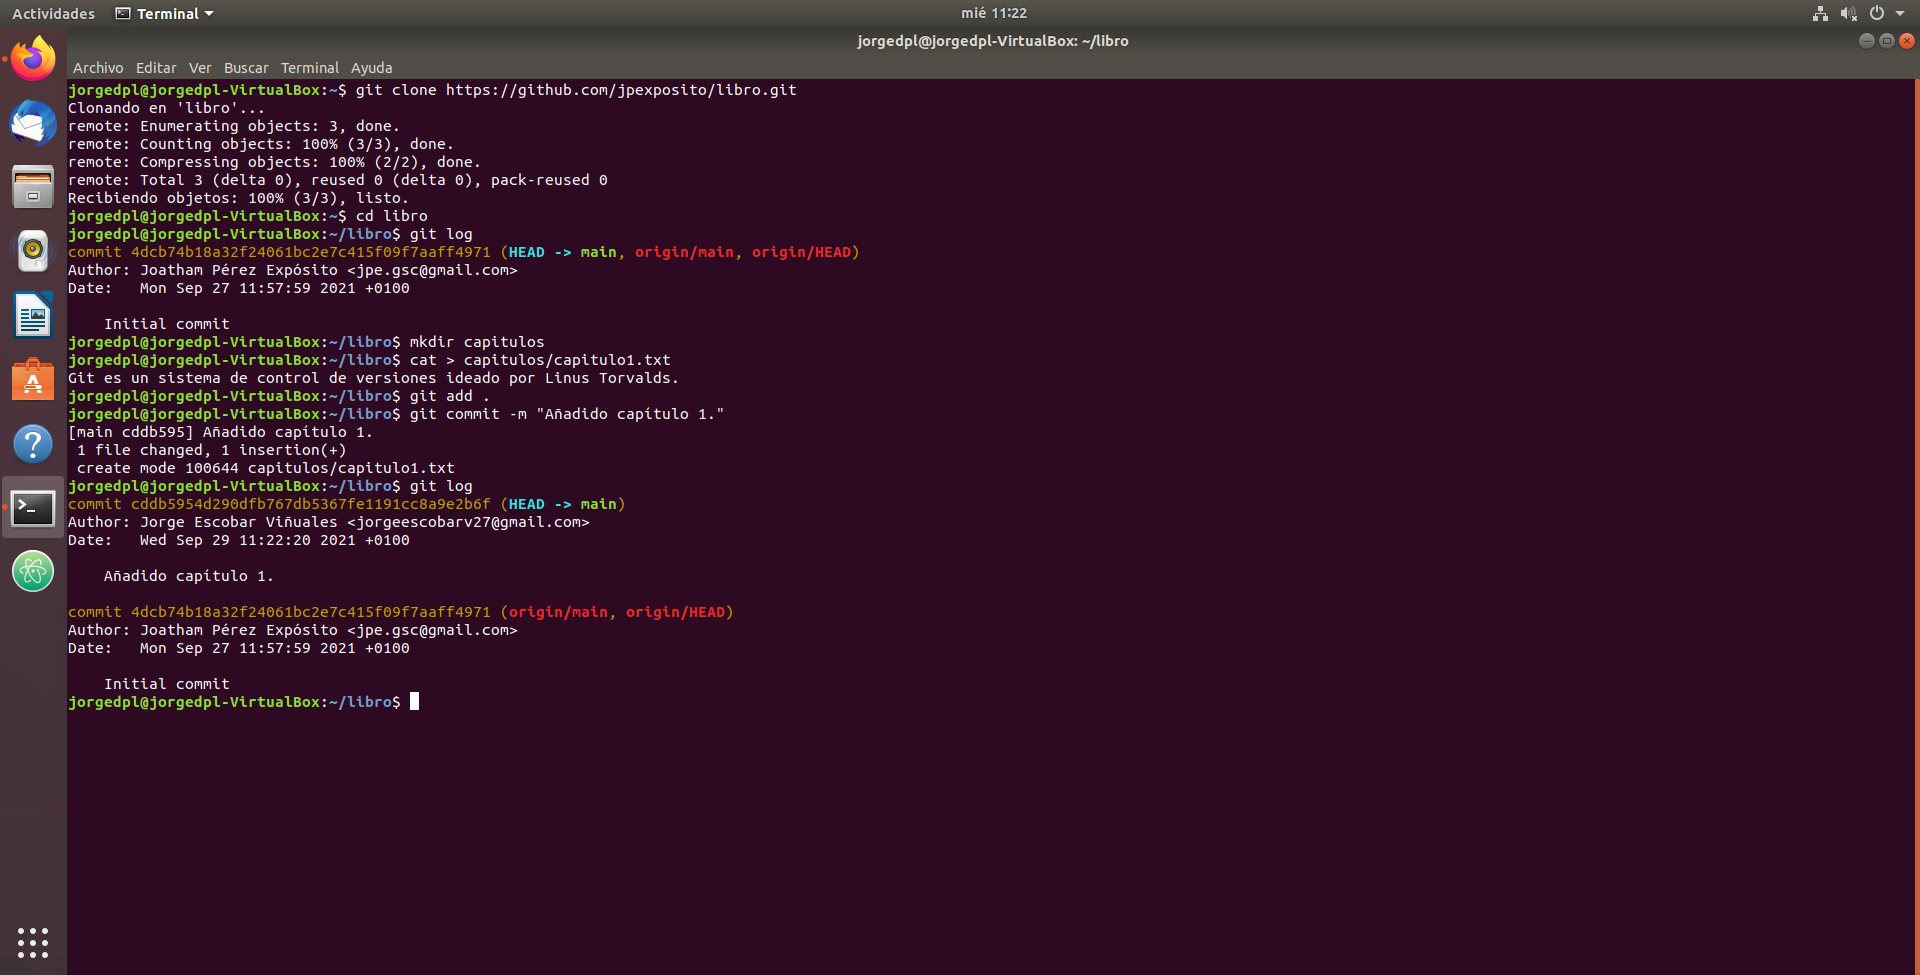 Actividades Terminal mié 11:22
jorgedpl@jorgedpl-VirtualBox: ~/libro
Archivo Editar Ver Buscar Terminal Ayuda
jorgedpl@jorgedpl-VirtualBox:~$ git clone https://github.com/jpexposito/libro.git
Clonando en 'libro'...
remote: Enumerating objects: 3, done.
remote: Counting objects: 100% (3/3), done.
remote: Compressing objects: 100% (2/2), done.
remote: Total 3 (delta 0), reused 0 (delta 0), pack-reused 0
Recibiendo objetos: 100% (3/3), listo.
jorgedpl@jorgedpl-VirtualBox:~$ cd libro
jorgedpl@jorgedpl-VirtualBox:~/libro$ git log
commit 4dcb74b18a32f24061bc2e7c415f09f7aaff4971 (HEAD -> main, origin/main, origin/HEAD)
Author: Joatham Pérez Expósito <jpe.gsc@gmail.com>
Date:   Mon Sep 27 11:57:59 2021 +0100
    Initial commit
jorgedpl@jorgedpl-VirtualBox:~/libro$ mkdir capitulos
jorgedpl@jorgedpl-VirtualBox:~/libro$ cat > capitulos/capitulo1.txt
Git es un sistema de control de versiones ideado por Linus Torvalds.
jorgedpl@jorgedpl-VirtualBox:~/libro$ git add .
jorgedpl@jorgedpl-VirtualBox:~/libro$ git commit -m "Añadido capítulo 1."
[main cddb595] Añadido capítulo 1.
 1 file changed, 1 insertion(+)
 create mode 100644 capitulos/capitulo1.txt
jorgedpl@jorgedpl-VirtualBox:~/libro$ git log
commit cddb5954d290dfb767db5367fe1191cc8a9e2b6f (HEAD -> main)
Author: Jorge Escobar Viñuales <jorgeescobarv27@gmail.com>
Date:   Wed Sep 29 11:22:20 2021 +0100
    Añadido capítulo 1.
commit 4dcb74b18a32f24061bc2e7c415f09f7aaff4971 (origin/main, origin/HEAD)
Author: Joatham Pérez Expósito <jpe.gsc@gmail.com>
Date:   Mon Sep 27 11:57:59 2021 +0100
    Initial commit
jorgedpl@jorgedpl-VirtualBox:~/libro$